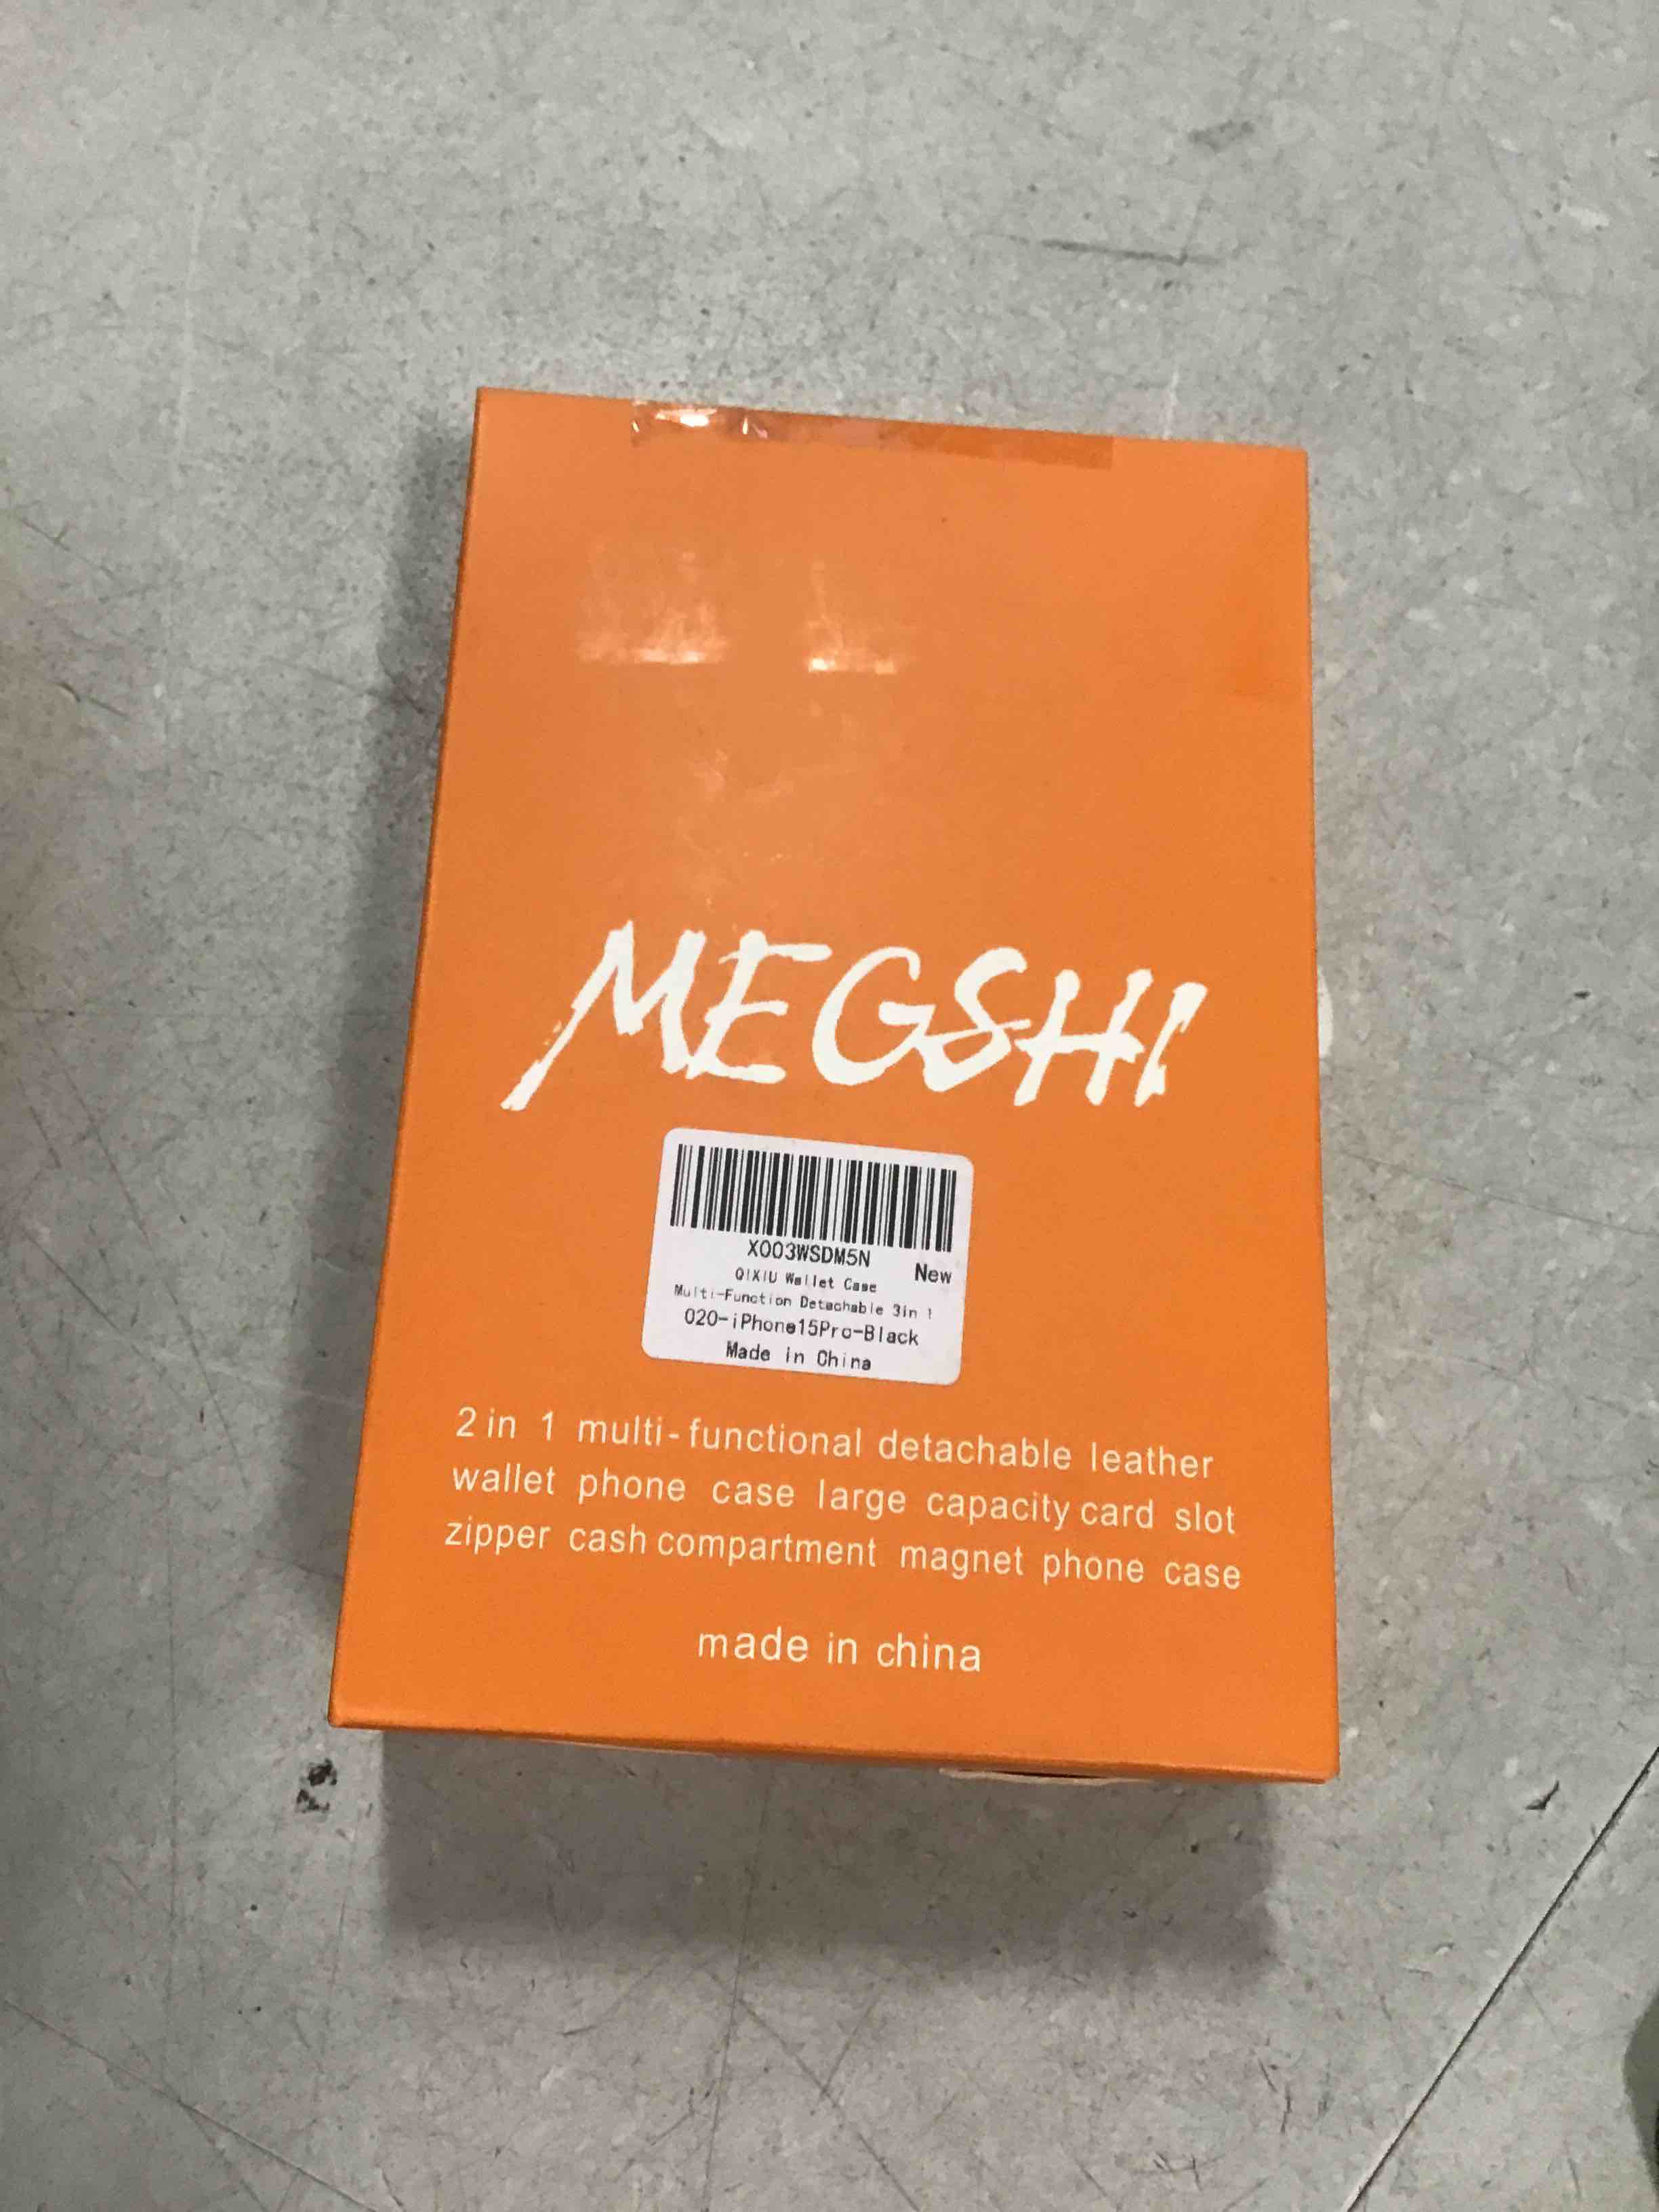 MEGSHI
X003WSDM5N
New
QIXIU Wallet Case
Multi-Function Detachable 3in 1
020-iPhone15Pro-Black
Made in China
2 in 1 multi-functional detachable leather
wallet phone case large capacity card slot
zipper cash compartment magnet phone case
made in china